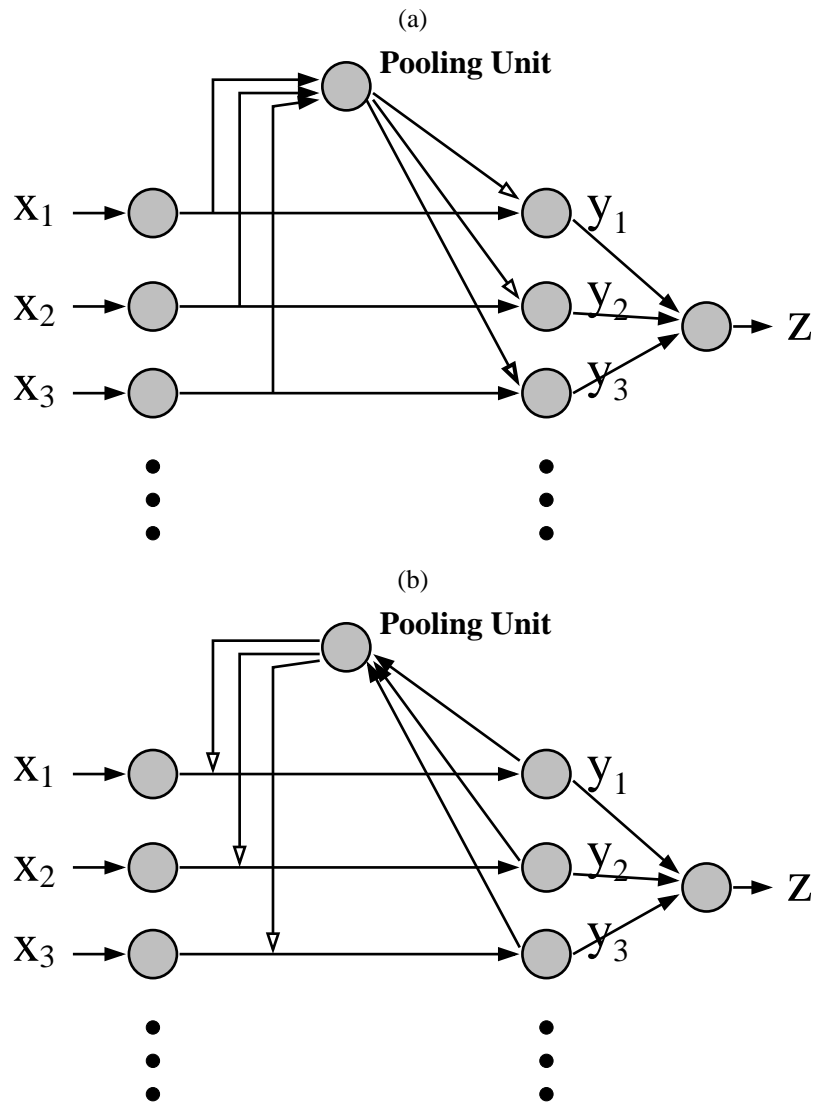 (a)
Pooling Unit
x1 y1
x2 y2 z
x3 y3
(b)
Pooling Unit
x1 y1
x2 y2 z
x3 y3